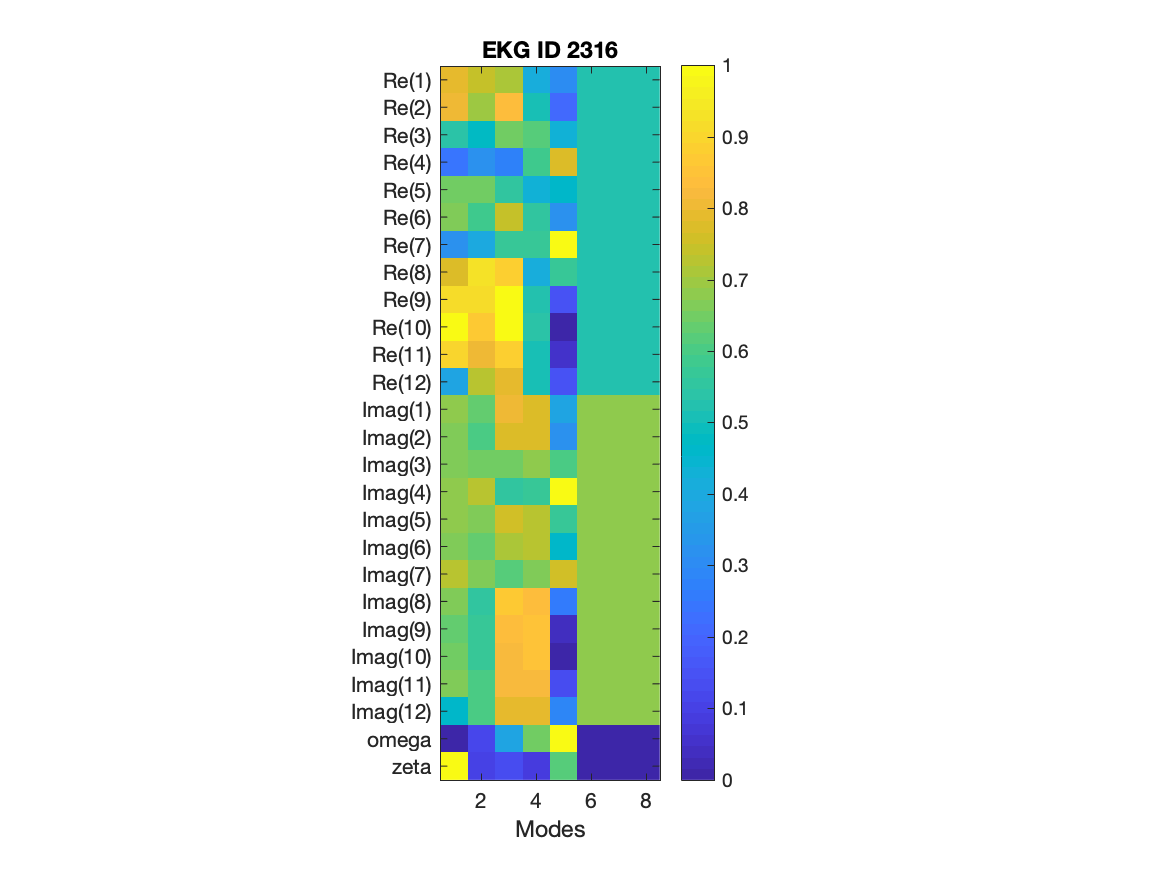 EKG ID 2316
Re(1)
Re(2)
Re(3)
Re(4)
Re(5)
Re(6)
Re(7)
Re(8)
Re(9)
Re(10)
Re(11)
Re(12)
Imag(1)
Imag(2)
Imag(3)
Imag(4)
Imag(5)
Imag(6)
Imag(7)
Imag(8)
Imag(9)
Imag(10)
Imag(11)
Imag(12)
omega
zeta
2 4 6 8
Modes
1
0.9
0.8
0.7
0.6
0.5
0.4
0.3
0.2
0.1
0